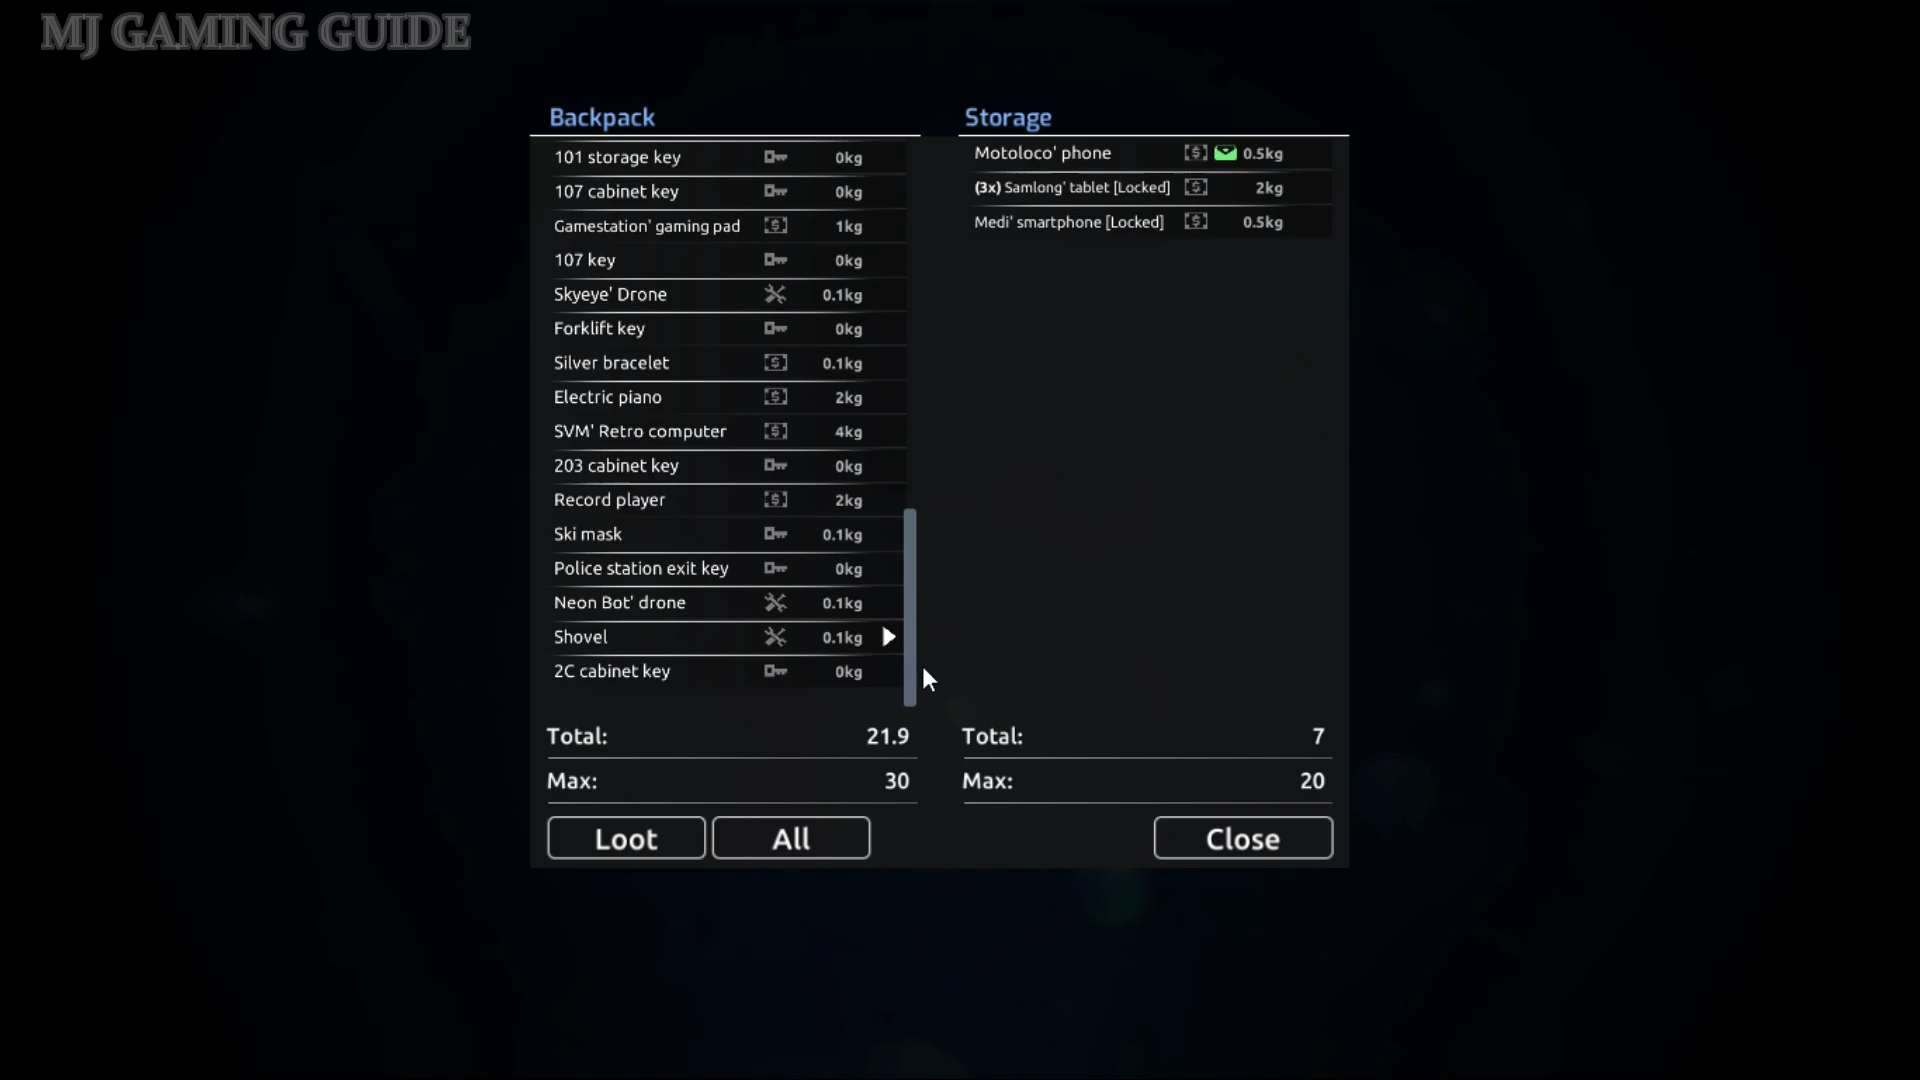 MJ GAMING GUIDE
Backpack
101 storage key 0kg
107 cabinet key 0kg
Gamestation' gaming pad 1kg
107 key 0kg
Skyeye' Drone 0.1kg
Forklift key 0kg
Silver bracelet 0.1kg
Electric piano 2kg
SVM' Retro computer 4kg
203 cabinet key 0kg
Record player 2kg
Ski mask 0.1kg
Police station exit key 0kg
Neon Bot' drone 0.1kg
Shovel 0.1kg
2C cabinet key 0kg
Total: 21.9
Max: 30
Loot All
Storage
Motoloco' phone 0.5kg
(3x) Samlong' tablet [Locked] 2kg
Medi' smartphone [Locked] 0.5kg
Total: 7
Max: 20
Close